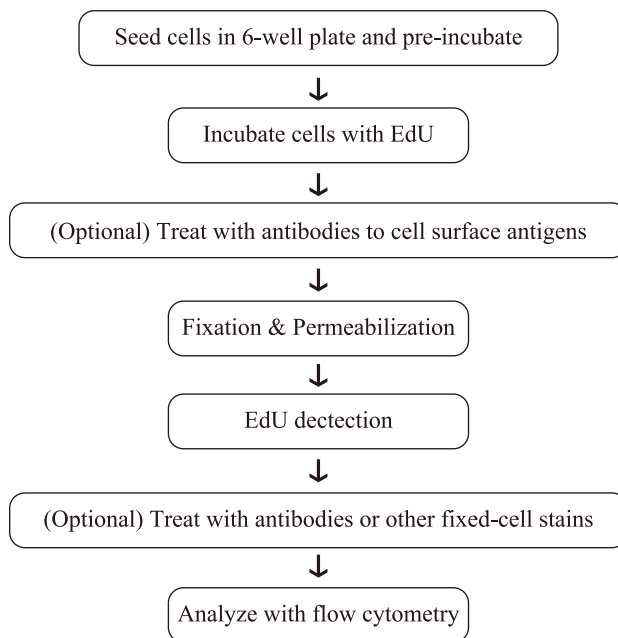 Seed cells in 6-well plate and pre-incubate
Incubate cells with EdU
(Optional) Treat with antibodies to cell surface antigens
Fixation & Permeabilization
EdU dectection
(Optional) Treat with antibodies or other fixed-cell stains
Analyze with flow cytometry